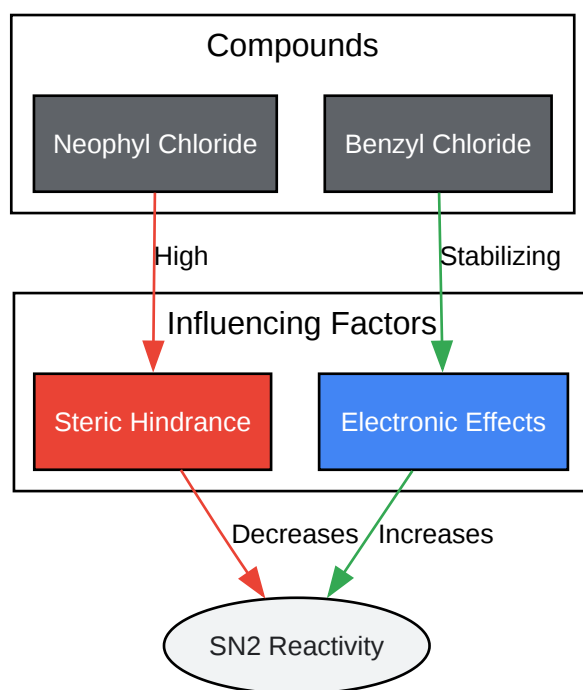 Compounds
Neophyl Chloride
Benzyl Chloride
High
Stabilizing
Influencing Factors
Steric Hindrance
Electronic Effects
Decreases
Increases
SN2 Reactivity